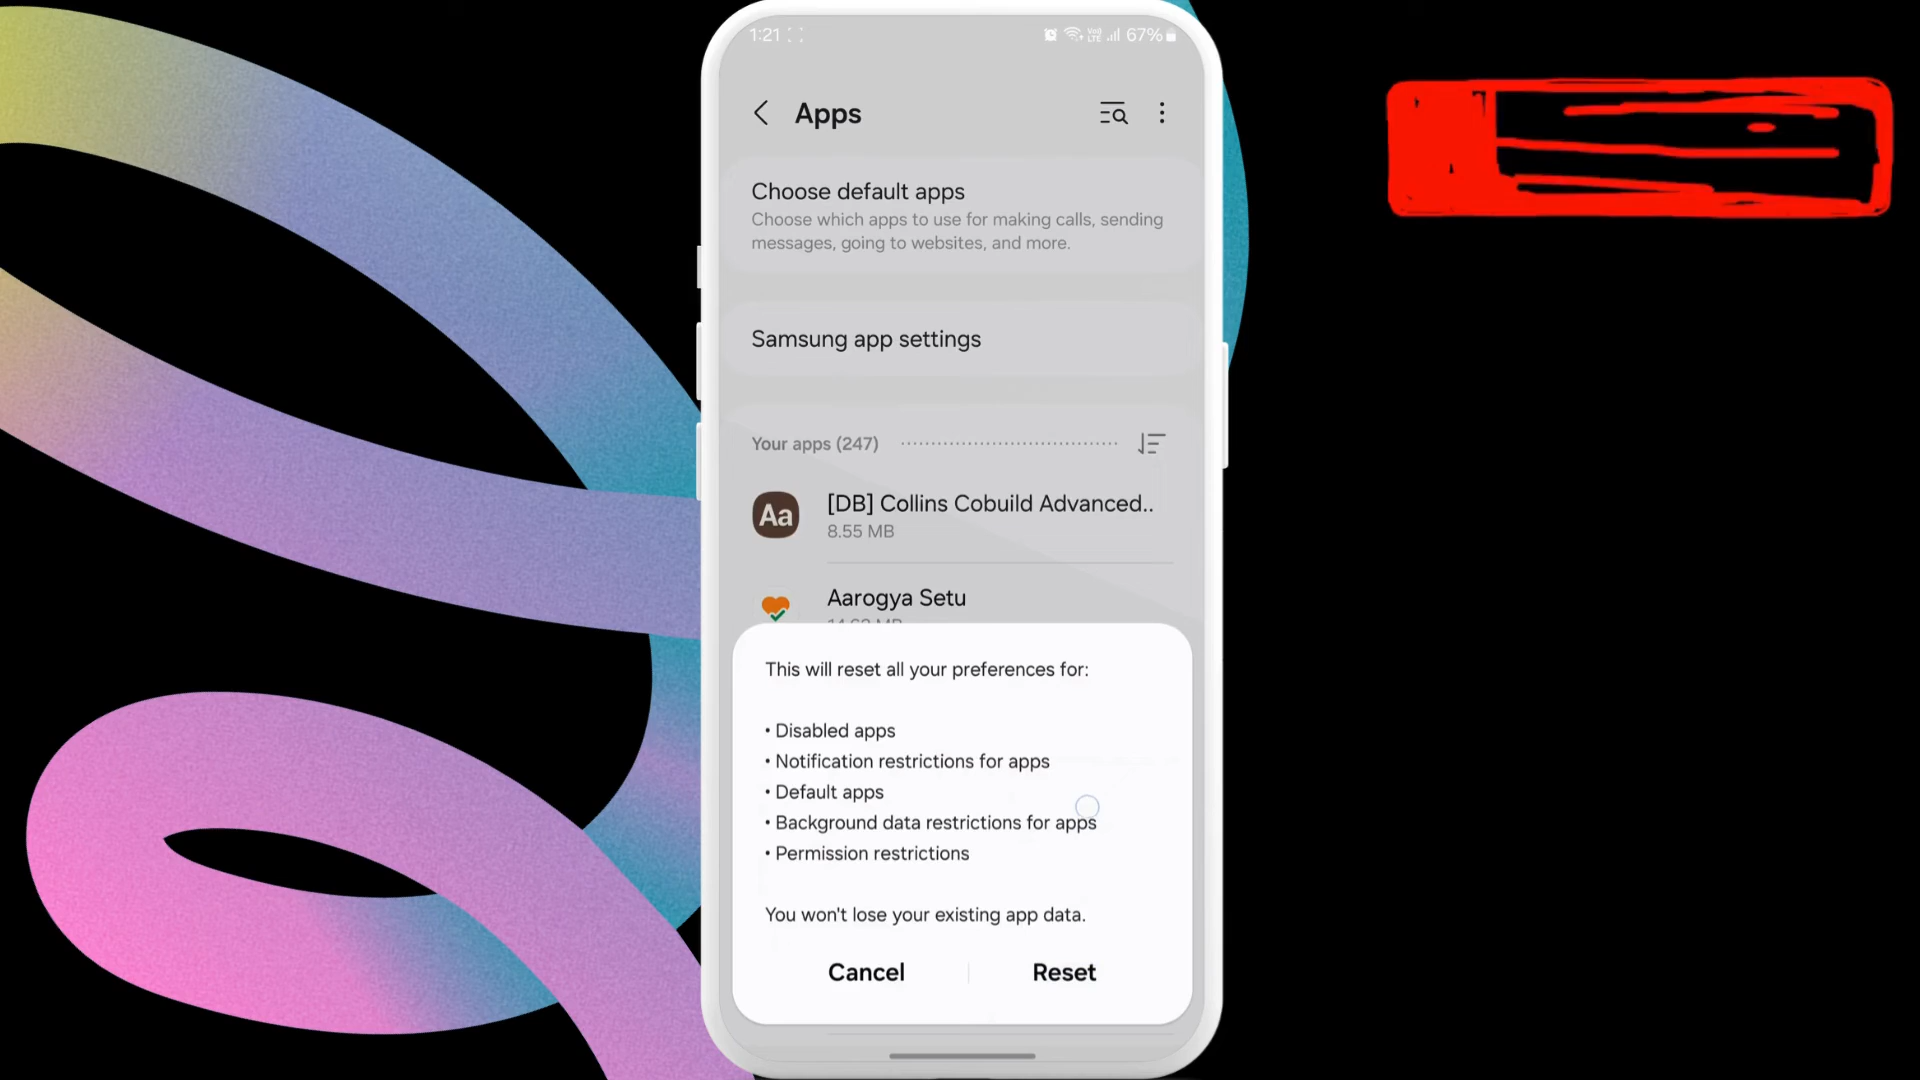 1:21
67%
Apps
Choose default apps
Choose which apps to use for making calls, sending
messages, going to websites, and more.
Samsung app settings
Your apps (247)
Aa
[DB] Collins Cobuild Advanced..
8.55 MB
Aarogya Setu
This will reset all your preferences for:
• Disabled apps
• Notification restrictions for apps
• Default apps
• Background data restrictions for apps
• Permission restrictions
You won't lose your existing app data.
Cancel
Reset